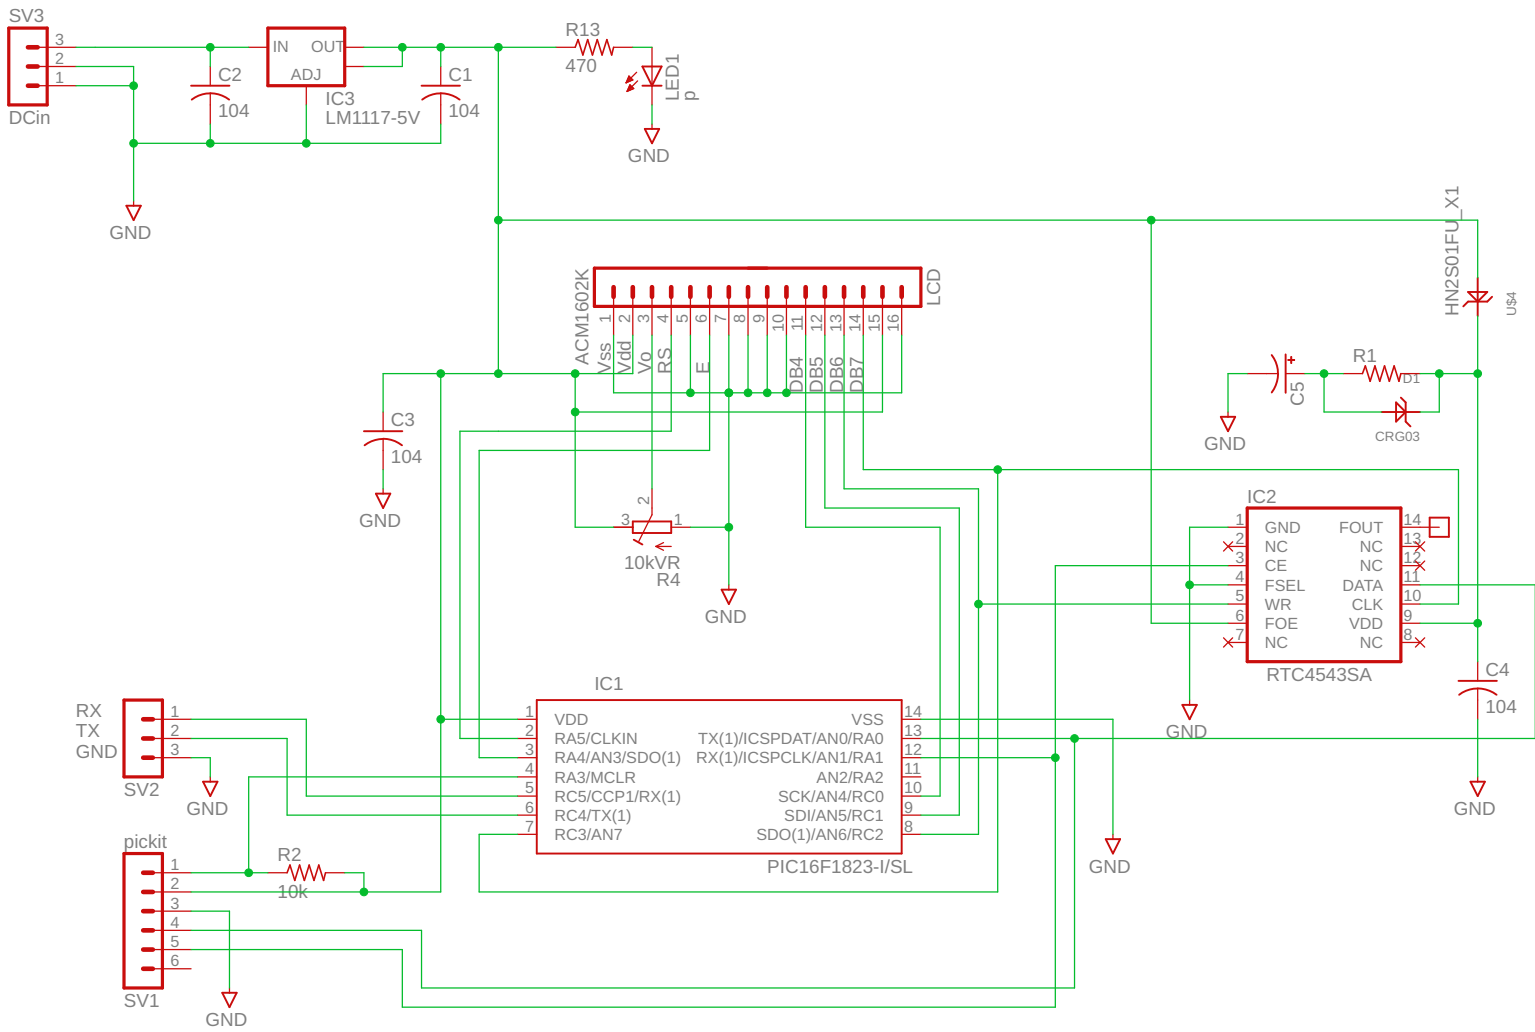 SV3
3
2
1
DCin
C2
104
IN
OUT
ADJ
IC3
LM1117-5V
C1
104
R13
470
LED1
p
GND
GND
HN2S01FU_X1
U$4
ACM1602K
LCD
1
2
3
4
5
6
7
8
9
10
11
12
13
14
15
16
Vss
Vdd
Vo
RS
E
DB4
DB5
DB6
DB7
C3
104
GND
3
2
1
10kVR
R4
GND
C5
GND
R1
D1
CRG03
IC2
1
2
3
4
5
6
7
GND
NC
CE
FSEL
WR
FOE
NC
FOUT
NC
NC
DATA
CLK
VDD
NC
14
13
12
11
10
9
8
RTC4543SA
GND
C4
104
GND
RX
TX
GND
1
2
3
SV2
GND
IC1
1
2
3
4
5
6
7
VDD
RA5/CLKIN
RA4/AN3/SDO(1)
RA3/MCLR
RC5/CCP1/RX(1)
RC4/TX(1)
RC3/AN7
VSS
TX(1)/ICSPDAT/AN0/RA0
RX(1)/ICSPCLK/AN1/RA1
AN2/RA2
SCK/AN4/RC0
SDI/AN5/RC1
SDO(1)/AN6/RC2
14
13
12
11
10
9
8
PIC16F1823-I/SL
GND
pickit
1
2
3
4
5
6
SV1
R2
10k
GND